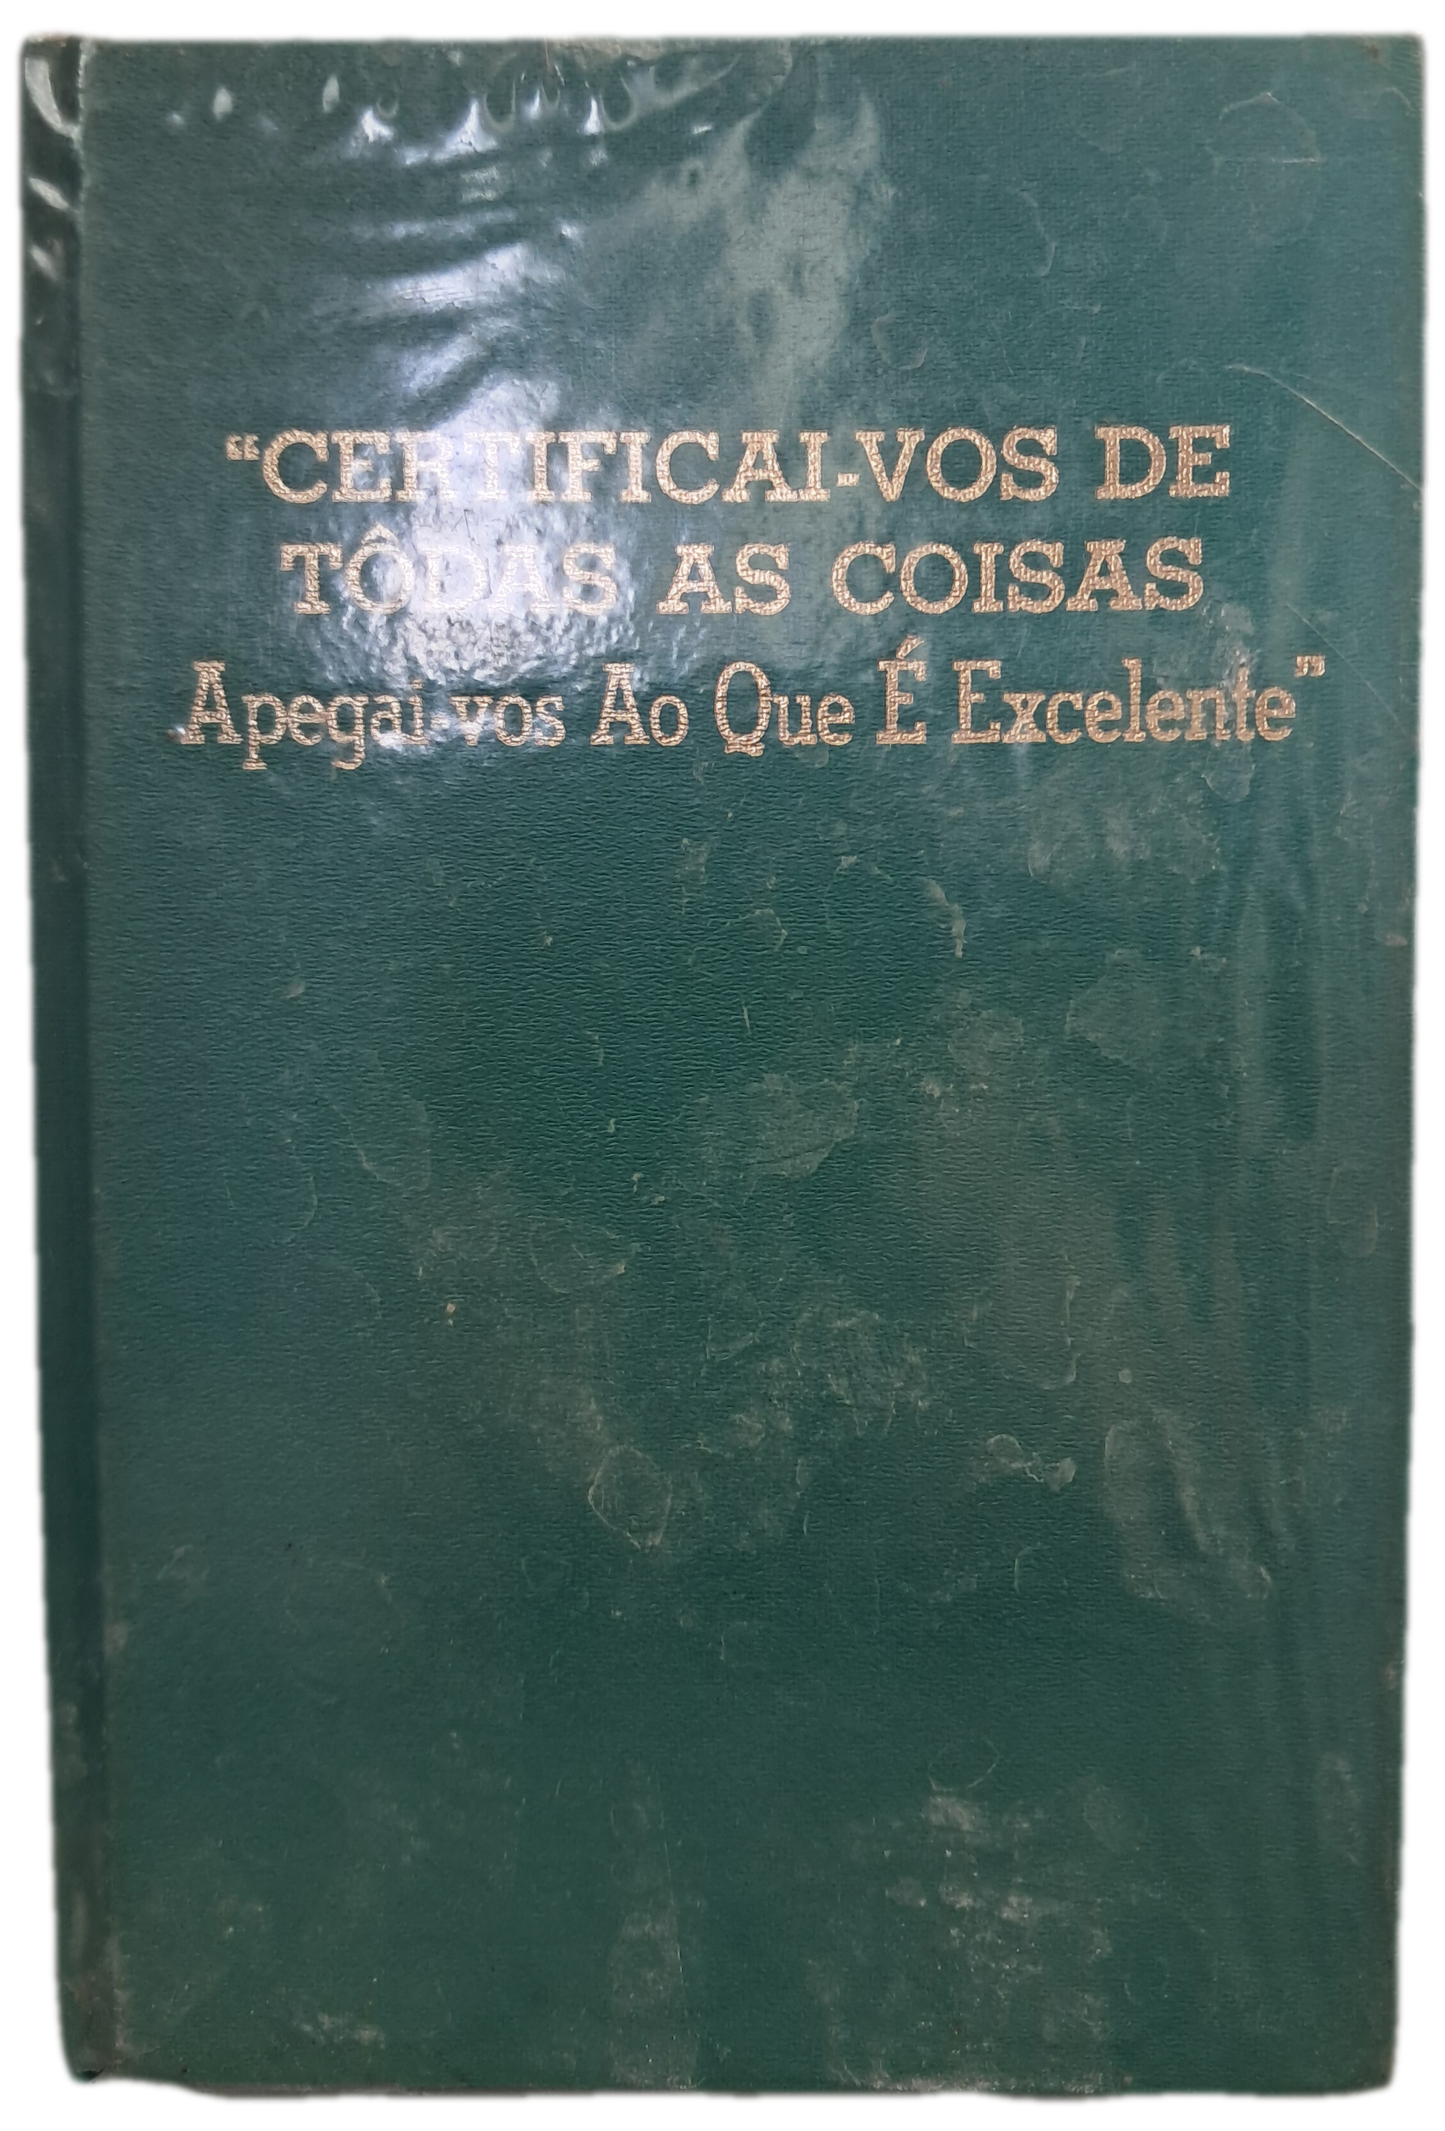 “CERTIFICAI-VOS DE
TÔDAS AS COISAS
Apegai-vos Ao Que É Excelente”